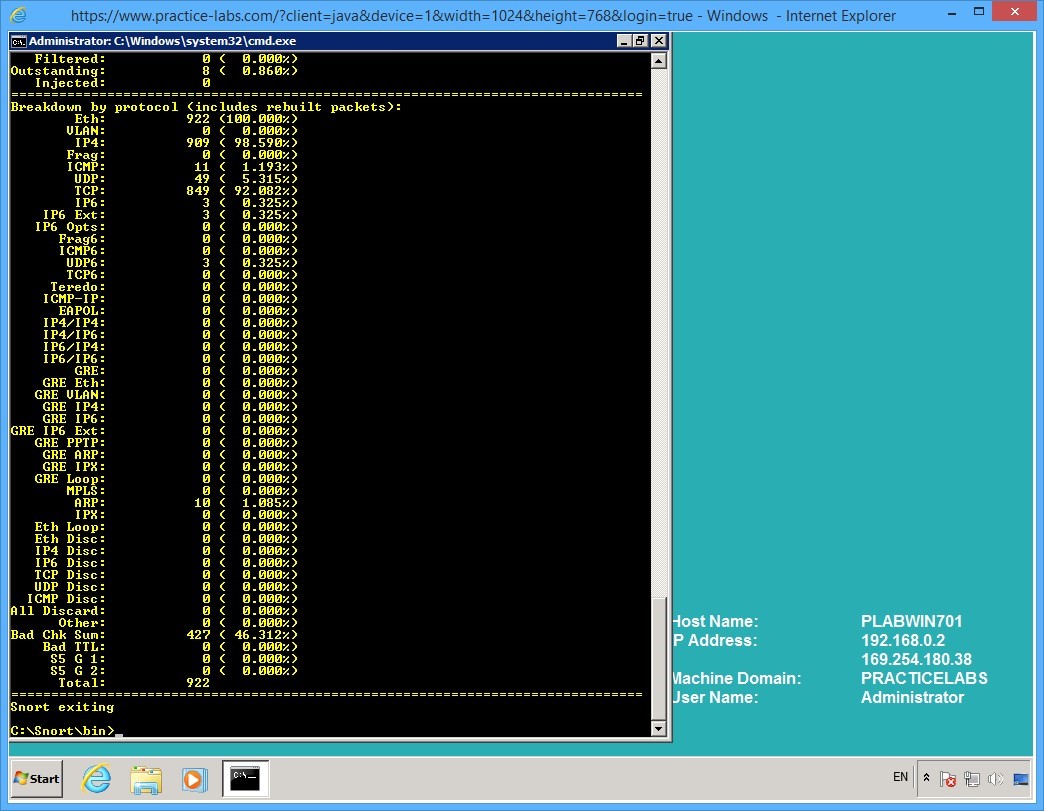 https://www.practice-labs.com/?client=java&device=1&width=1024&height=768&login=true - Windows - Internet Explorer
Administrator: C:\Windows\system32\cmd.exe
Filtered: 0 ( 0.000%)
Outstanding: 8 ( 0.860%)
Injected: 0
===============================================================================
Breakdown by protocol (includes rebuilt packets):
Eth: 922 (100.000%)
VLAN: 0 ( 0.000%)
IP4: 909 ( 98.590%)
Frag: 0 ( 0.000%)
ICMP: 11 ( 1.193%)
UDP: 49 ( 5.315%)
TCP: 849 ( 92.082%)
IP6: 3 ( 0.325%)
IP6 Ext: 3 ( 0.325%)
IP6 Opts: 0 ( 0.000%)
Frag6: 0 ( 0.000%)
ICMP6: 0 ( 0.000%)
UDP6: 3 ( 0.325%)
TCP6: 0 ( 0.000%)
Teredo: 0 ( 0.000%)
ICMP-IP: 0 ( 0.000%)
EAPOL: 0 ( 0.000%)
IP4/IP4: 0 ( 0.000%)
IP4/IP6: 0 ( 0.000%)
IP6/IP4: 0 ( 0.000%)
IP6/IP6: 0 ( 0.000%)
GRE: 0 ( 0.000%)
GRE Eth: 0 ( 0.000%)
GRE VLAN: 0 ( 0.000%)
GRE IP4: 0 ( 0.000%)
GRE IP6: 0 ( 0.000%)
GRE IP6 Ext: 0 ( 0.000%)
GRE PPTP: 0 ( 0.000%)
GRE ARP: 0 ( 0.000%)
GRE IPX: 0 ( 0.000%)
GRE Loop: 0 ( 0.000%)
MPLS: 0 ( 0.000%)
ARP: 10 ( 1.085%)
IPX: 0 ( 0.000%)
Eth Loop: 0 ( 0.000%)
Eth Disc: 0 ( 0.000%)
IP4 Disc: 0 ( 0.000%)
IP6 Disc: 0 ( 0.000%)
TCP Disc: 0 ( 0.000%)
UDP Disc: 0 ( 0.000%)
ICMP Disc: 0 ( 0.000%)
All Discard: 0 ( 0.000%)
Other: 0 ( 0.000%)
Bad Chk Sum: 427 ( 46.312%)
Bad TTL: 0 ( 0.000%)
S5 G 1: 0 ( 0.000%)
S5 G 2: 0 ( 0.000%)
Total: 922
===============================================================================
Snort exiting
C:\Snort\bin>_
Host Name: PLABWIN701
P Address: 192.168.0.2
169.254.180.38
Machine Domain: PRACTICELABS
User Name: Administrator
Start
C:\_
EN